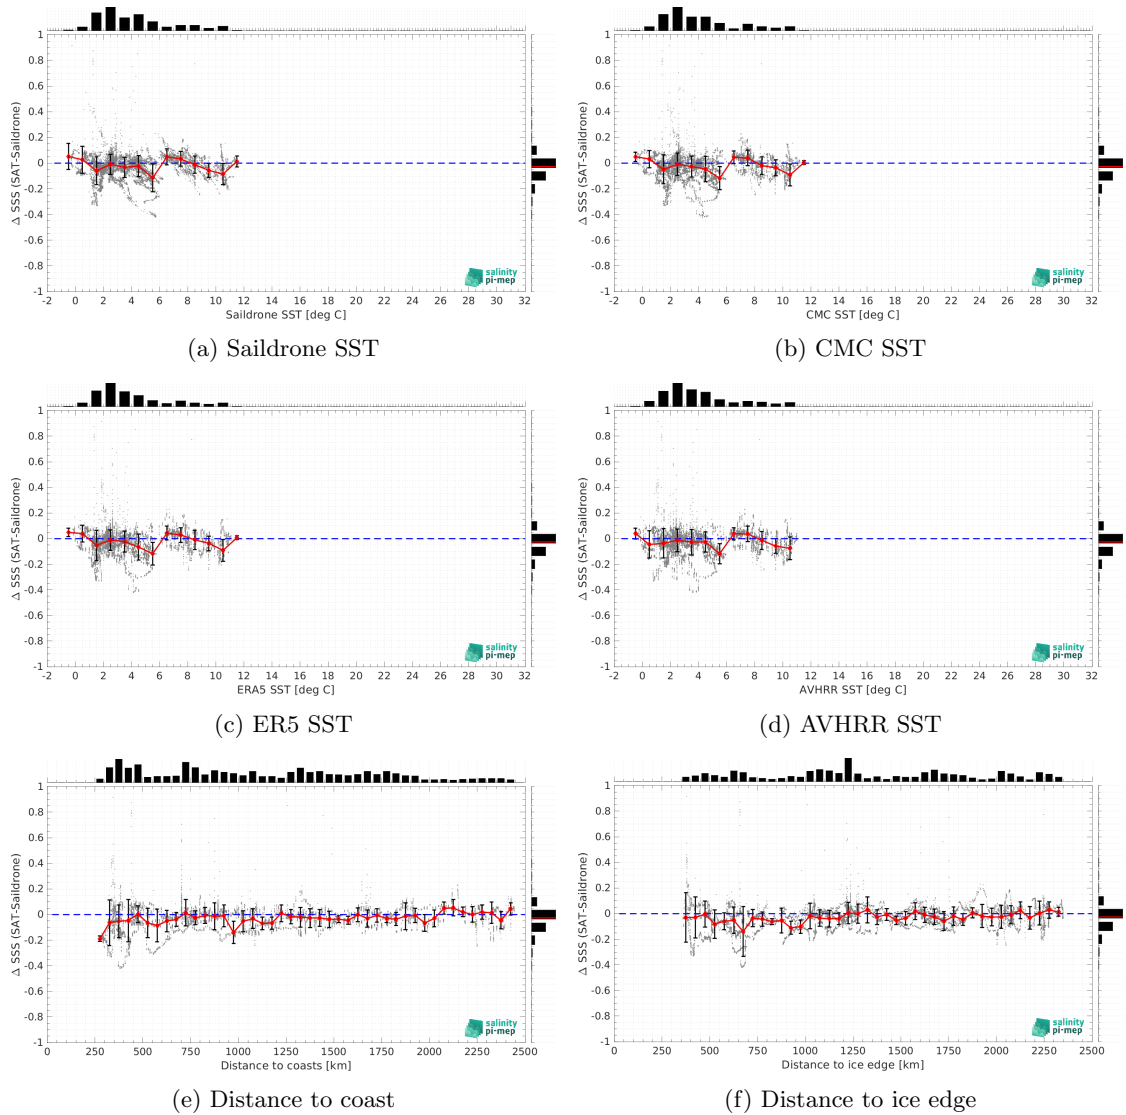 1
0.8
0.6
0.4
0.2
0
-0.2
-0.4
-0.6
-0.8
-1
Δ SSS (SAT-Saildrone)
salinity
pi-mep
-2 0 2 4 6 8 10 12 14 16 18 20 22 24 26 28 30 32
Saildrone SST [deg C]
(a) Saildrone SST
1
0.8
0.6
0.4
0.2
0
-0.2
-0.4
-0.6
-0.8
-1
Δ SSS (SAT-Saildrone)
salinity
pi-mep
-2 0 2 4 6 8 10 12 14 16 18 20 22 24 26 28 30 32
CMC SST [deg C]
(b) CMC SST
1
0.8
0.6
0.4
0.2
0
-0.2
-0.4
-0.6
-0.8
-1
Δ SSS (SAT-Saildrone)
salinity
pi-mep
-2 0 2 4 6 8 10 12 14 16 18 20 22 24 26 28 30 32
ERA5 SST [deg C]
(c) ER5 SST
1
0.8
0.6
0.4
0.2
0
-0.2
-0.4
-0.6
-0.8
-1
Δ SSS (SAT-Saildrone)
salinity
pi-mep
-2 0 2 4 6 8 10 12 14 16 18 20 22 24 26 28 30 32
AVHRR SST [deg C]
(d) AVHRR SST
1
0.8
0.6
0.4
0.2
0
-0.2
-0.4
-0.6
-0.8
-1
Δ SSS (SAT-Saildrone)
salinity
pi-mep
0 250 500 750 1000 1250 1500 1750 2000 2250 2500
Distance to coasts [km]
(e) Distance to coast
1
0.8
0.6
0.4
0.2
0
-0.2
-0.4
-0.6
-0.8
-1
Δ SSS (SAT-Saildrone)
salinity
pi-mep
0 250 500 750 1000 1250 1500 1750 2000 2250 2500
Distance to ice edge [km]
(f) Distance to ice edge